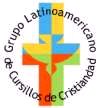 Grupo Latinoamericano
de Cursillos de Cristiandad